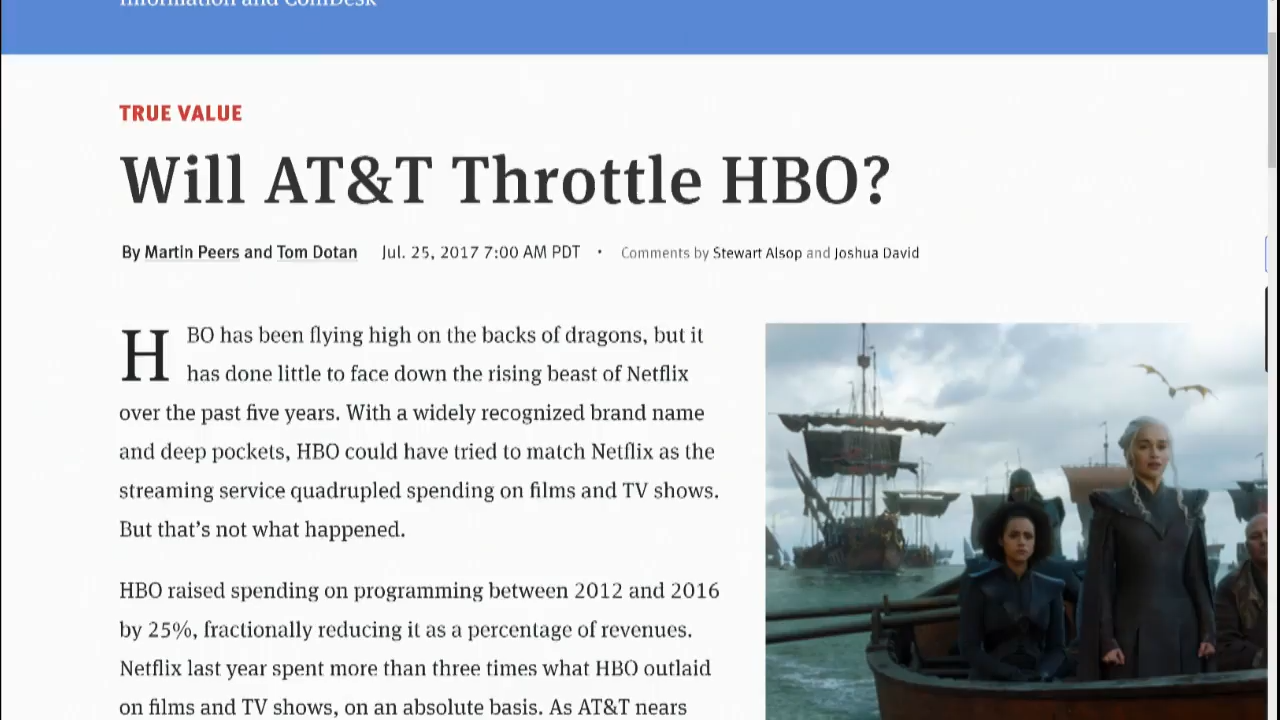 Information and CoinDesk
TRUE VALUE
Will AT&T Throttle HBO?
By Martin Peers and Tom Dotan Jul. 25, 2017 7:00 AM PDT • Comments by Stewart Alsop and Joshua David
HBO has been flying high on the backs of dragons, but it
has done little to face down the rising beast of Netflix
over the past five years. With a widely recognized brand name
and deep pockets, HBO could have tried to match Netflix as the
streaming service quadrupled spending on films and TV shows.
But that’s not what happened.
HBO raised spending on programming between 2012 and 2016
by 25%, fractionally reducing it as a percentage of revenues.
Netflix last year spent more than three times what HBO outlaid
on films and TV shows, on an absolute basis. As AT&T nears